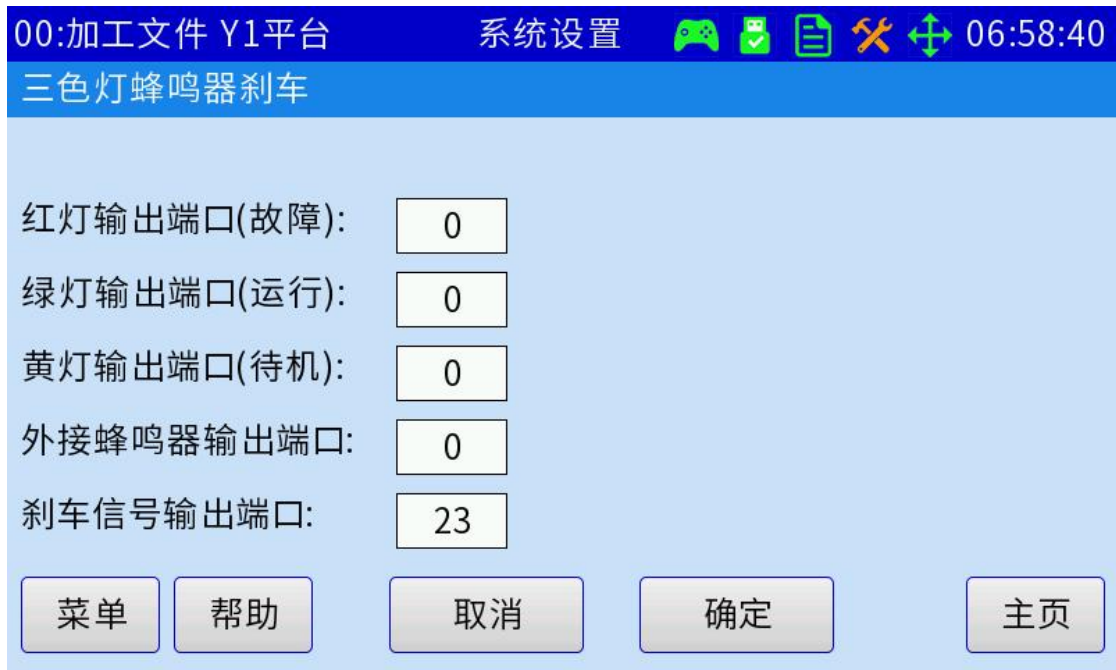 00:加工文件 Y1平台 系统设置 06:58:40
三色灯蜂鸣器刹车
红灯输出端口(故障): 0
绿灯输出端口(运行): 0
黄灯输出端口(待机): 0
外接蜂鸣器输出端口: 0
刹车信号输出端口: 23
菜单 帮助 取消 确定 主页